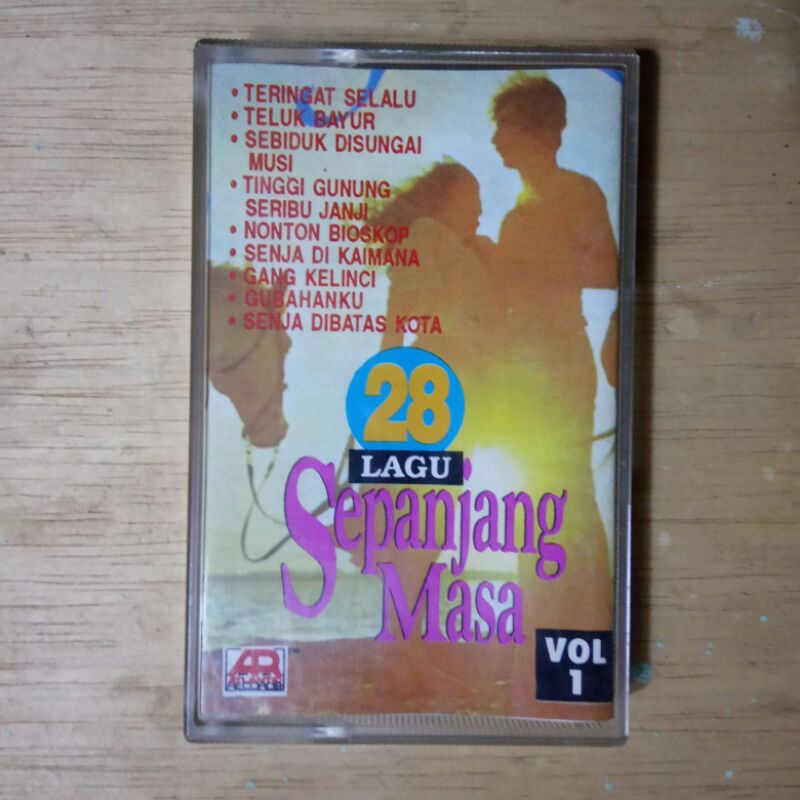 • TERINGAT SELALU
• TELUK BAYUR
• SEBIDUK DISUNGAI
MUSI
• TINGGI GUNUNG
SERIBU JANJI
• NONTON BIOSKOP
• SENJA DI KAIMANA
• GANG KELINCI
• GUBAHANKU
• SENJA DIBATAS KOTA
28
LAGU
Sepanjang
Masa
VOL
1